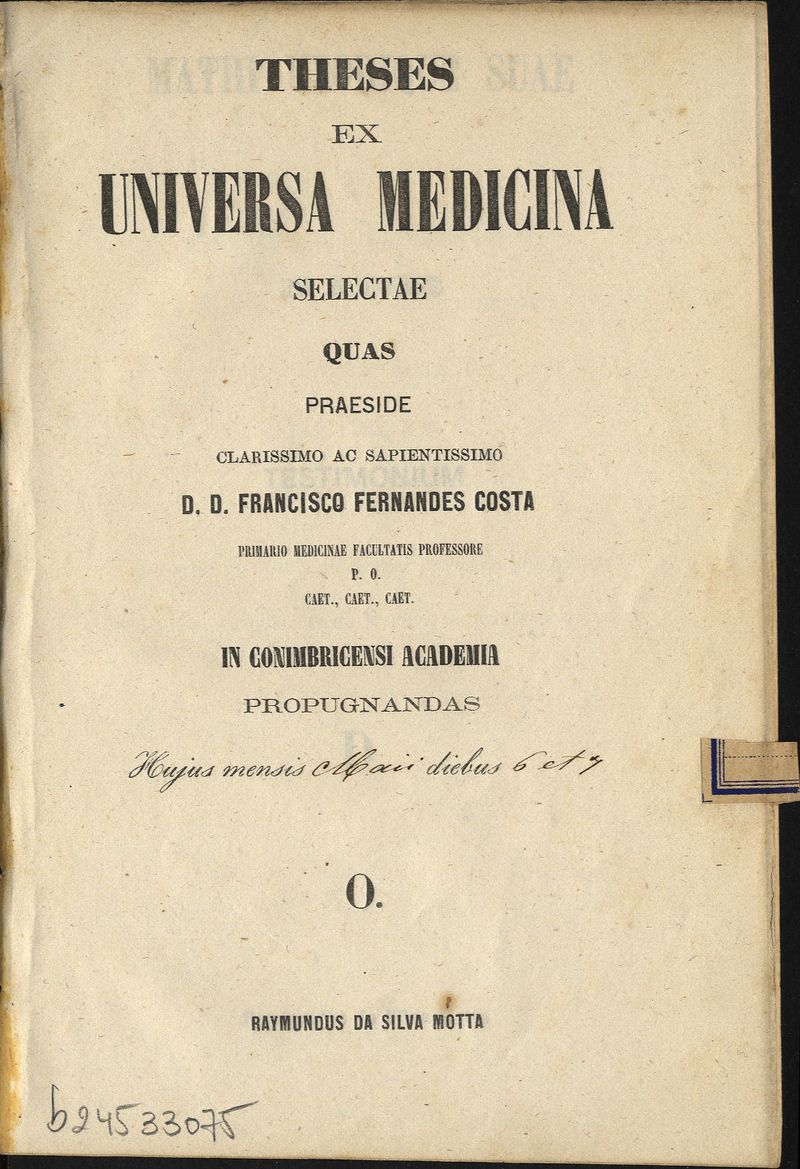 THESES
EX
UNIVERSA MEDICINA
SELECTAE
QUAS
PRAESIDE
CLARISSIMO AC SAPIENTISSIMO
D. D. FRANCISCO FERNANDES COSTA
PRIMARIO MEDICINAE FACULTATIS PROFESSORE
P. O.
CAET., CAET., CAET.
IN CONIMBRICENSI ACADEMIA
PROPUGNANDAS
Hujus mensis Maii diebus 6 et 7
O.
RAYMUNDUS DA SILVA MOTTA
b24533075